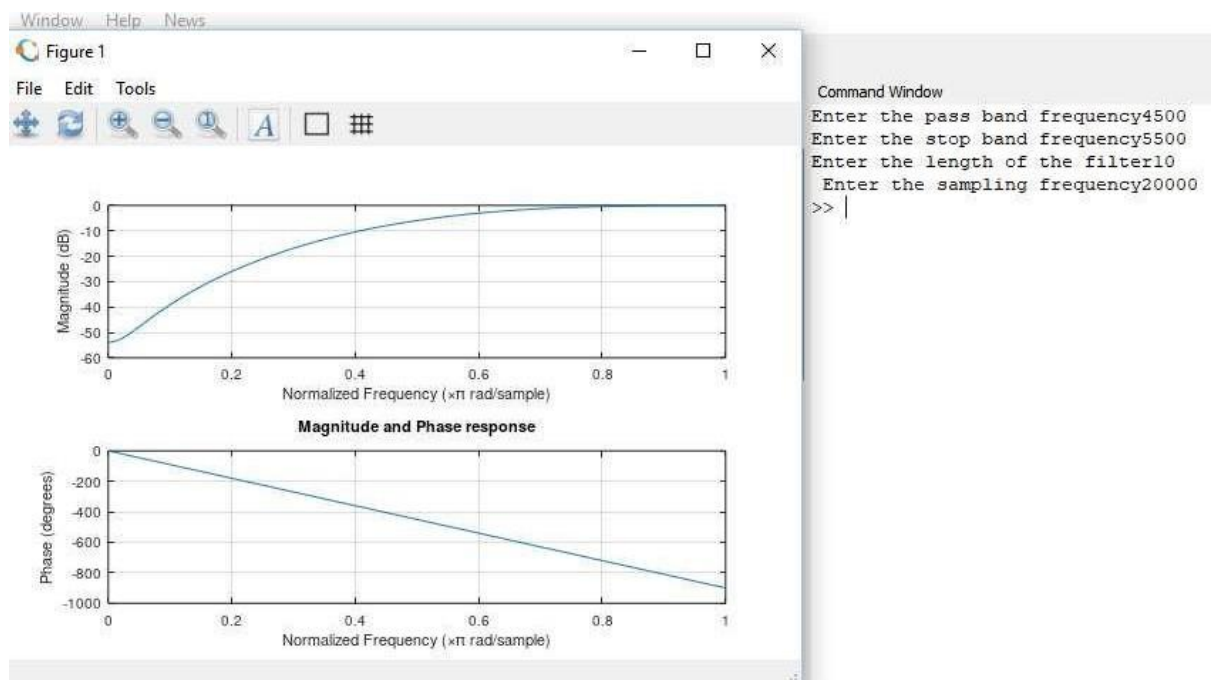 Window Help News
Figure 1
File Edit Tools
A
Command Window
Enter the pass band frequency4500
Enter the stop band frequency5500
Enter the length of the filter10
Enter the sampling frequency20000
>>
0
-10
-20
-30
-40
-50
-60
Magnitude (dB)
0 0.2 0.4 0.6 0.8 1
Normalized Frequency (×π rad/sample)
Magnitude and Phase response
0
-200
-400
-600
-800
-1000
Phase (degrees)
0 0.2 0.4 0.6 0.8 1
Normalized Frequency (×π rad/sample)